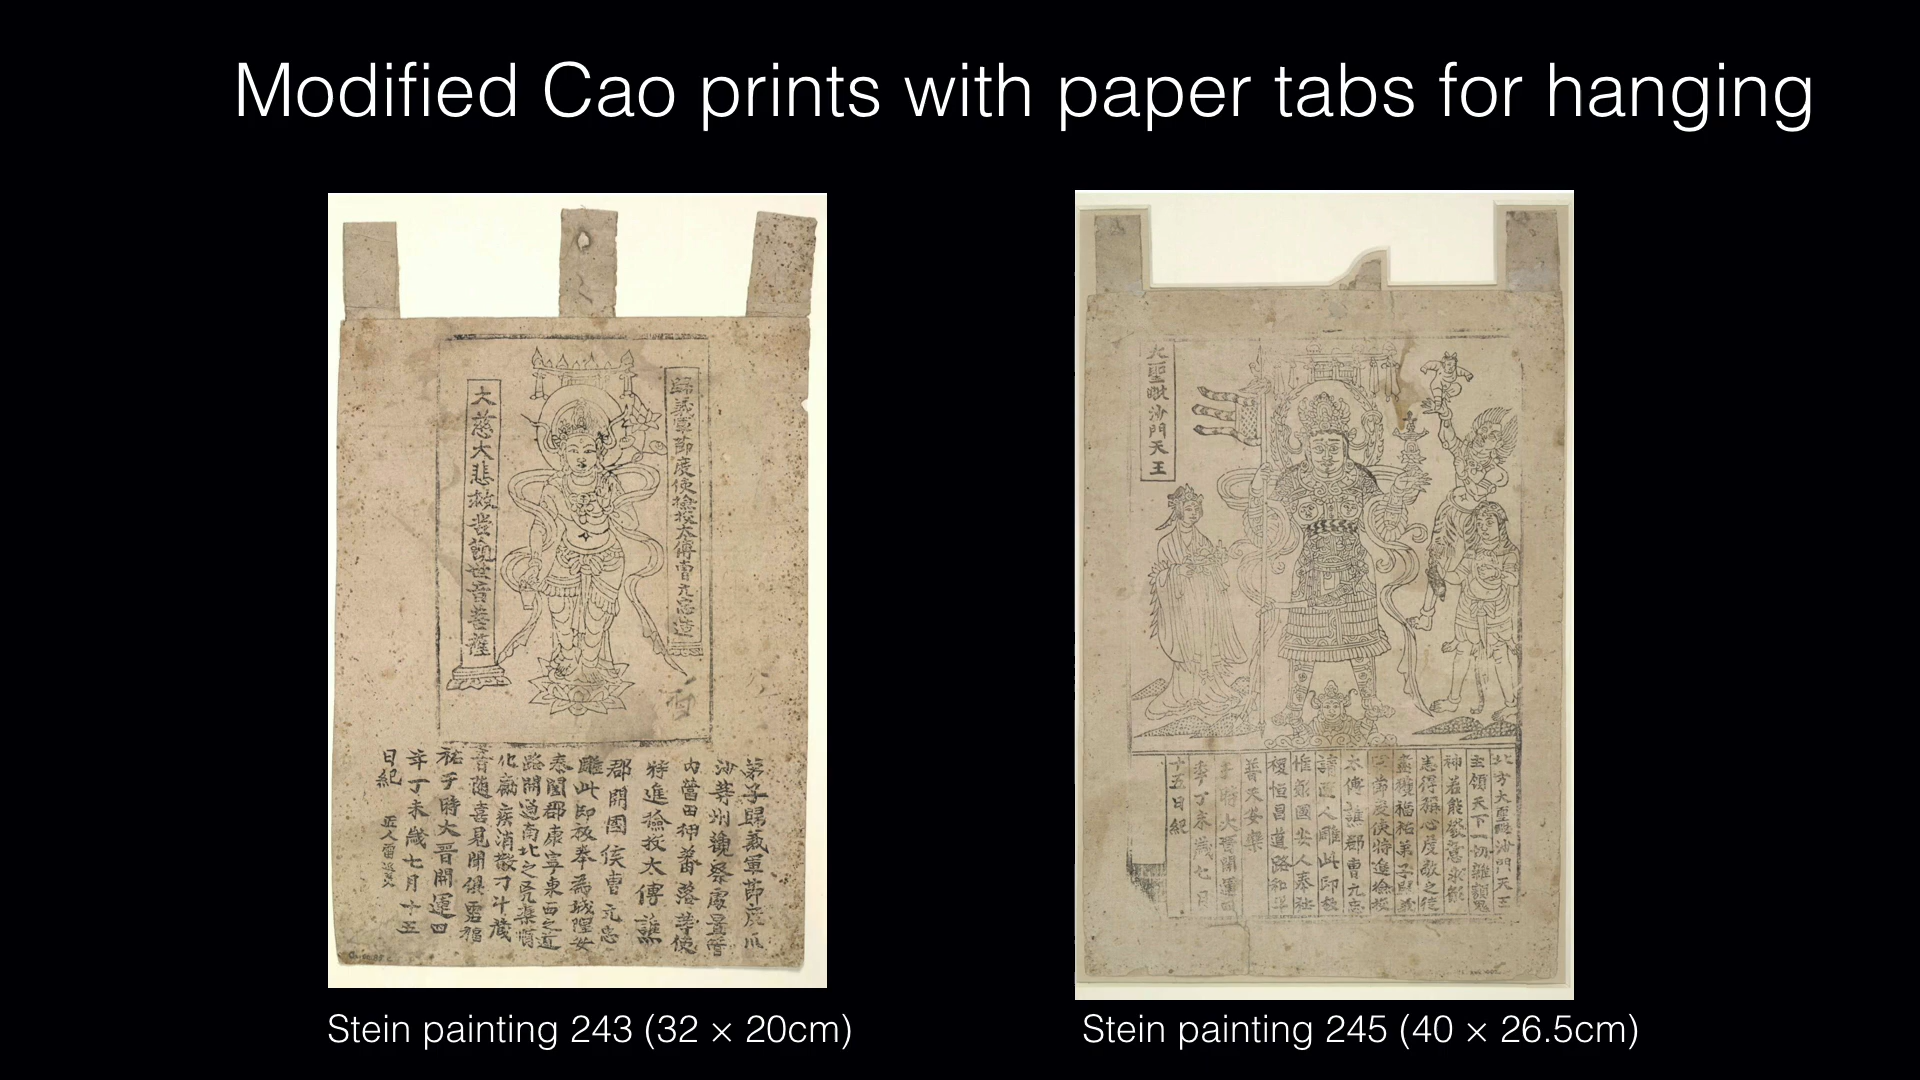 Modified Cao prints with paper tabs for hanging
歸義軍節度使檢校太傅曹元忠造
大慈大悲救苦觀世音菩薩
弟子歸義軍節度瓜
沙等州觀察處置管
內營田押蕃落等使
特進檢校太傅譙
郡開國侯曹元忠
雕此印板奉為城隍安
泰闔郡康寧東西之道
路開通南北之兇渠順
化癘疾消散刁斗藏
音隨喜見聞俱霑福
祐于時大晉開運四
年丁未歲七月十五
日紀 匠人雷延美
大聖毗沙門天王
北方大聖毗沙門天王
主領天下一切雜類鬼
神若能發意求願
悉得稱心虔敬之徒
盡獲福祐弟子歸義
軍節度使特進檢校
太傅譙郡曹元忠
請匠人雕此印板
惟願國安人泰社
稷恒昌道路和平
普天安樂
于時大晉開運四
年丁未歲七月
十五日紀
Stein painting 243 (32 × 20cm)
Stein painting 245 (40 × 26.5cm)